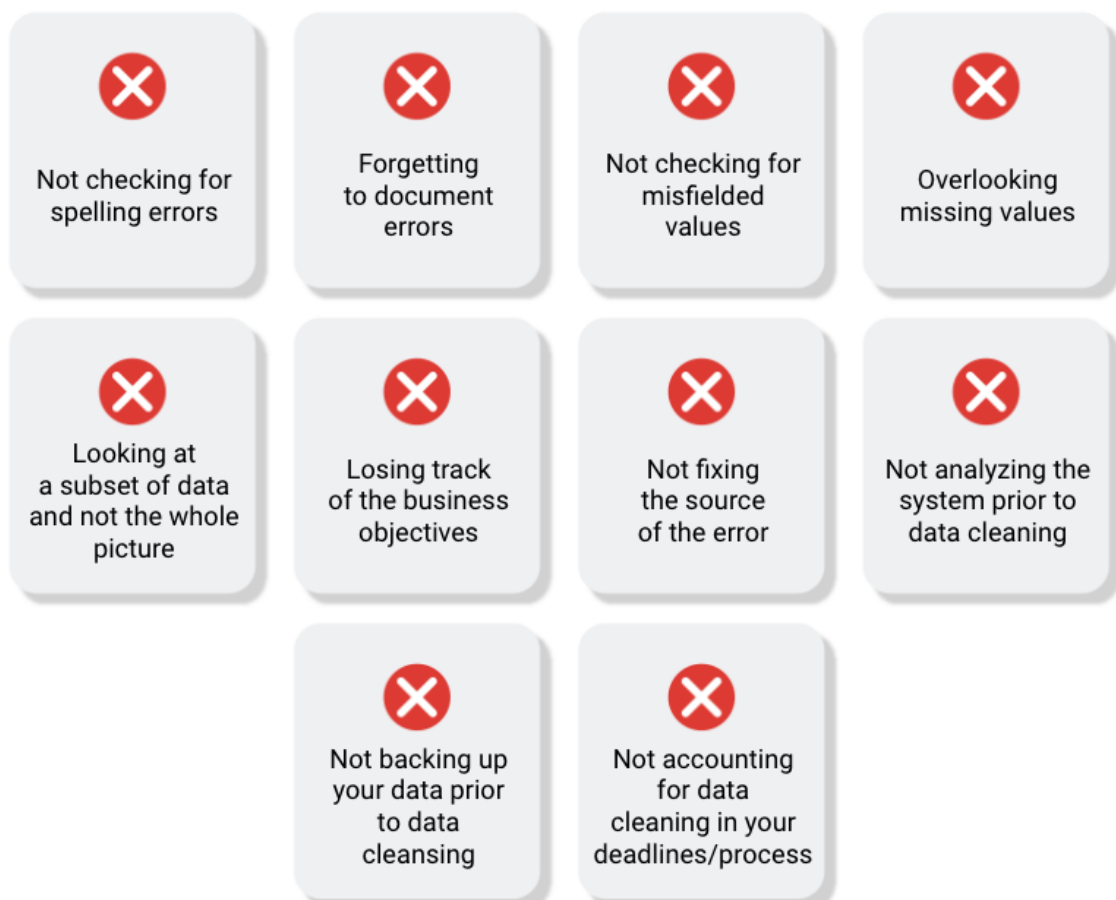 Not checking for
spelling errors
Forgetting
to document
errors
Not checking for
misfielded
values
Overlooking
missing values
Looking at
a subset of data
and not the whole
picture
Losing track
of the business
objectives
Not fixing
the source
of the error
Not analyzing the
system prior to
data cleaning
Not backing up
your data prior
to data
cleansing
Not accounting
for data
cleaning in your
deadlines/process